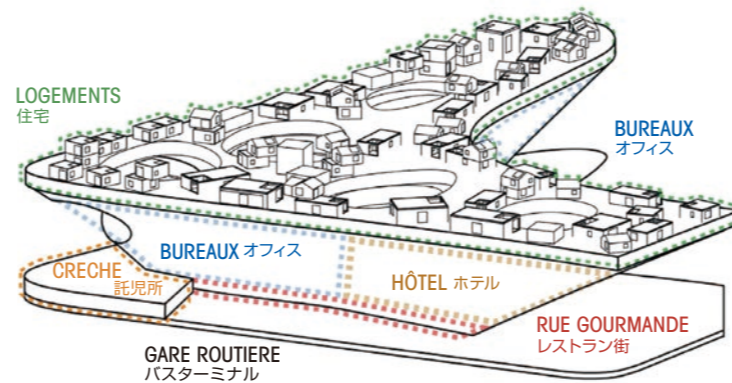 LOGEMENTS
住宅
BUREAUX
オフィス
BUREAUX オフィス
CRECHE
託児所
HÔTEL ホテル
RUE GOURMANDE
レストラン街
GARE ROUTIERE
バスターミナル